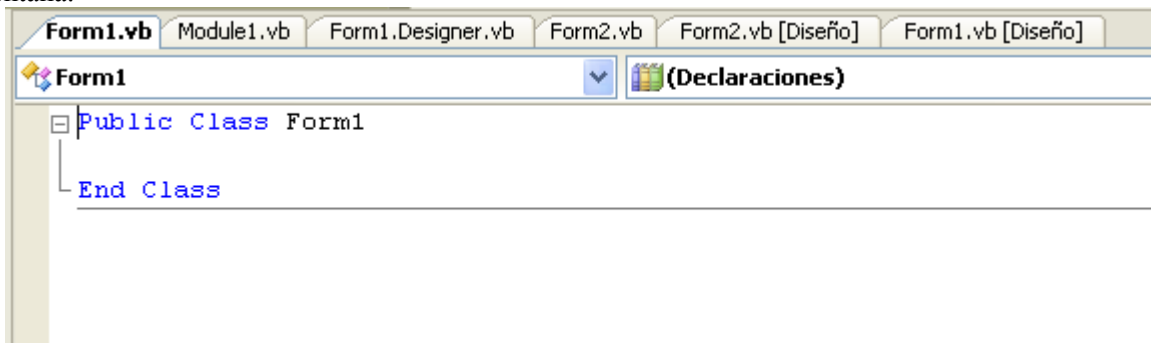 Form1.vb Module1.vb Form1.Designer.vb Form2.vb Form2.vb [Diseño] Form1.vb [Diseño]
Form1 (Declaraciones)
Public Class Form1
End Class